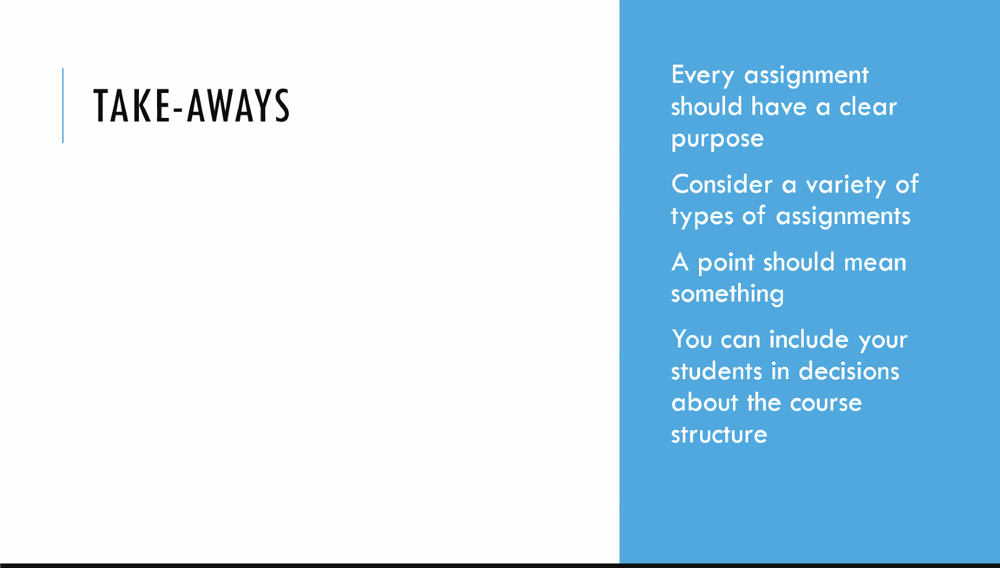 TAKE-AWAYS
Every assignment
should have a clear
purpose
Consider a variety of
types of assignments
A point should mean
something
You can include your
students in decisions
about the course
structure